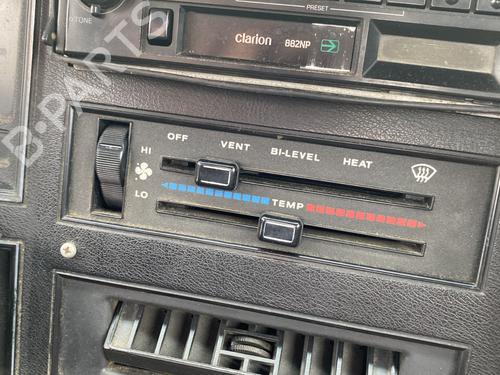 TONE
PRESET
clarion 882NP
OFF
HI VENT BI-LEVEL HEAT
LO TEMP
B-PARTS